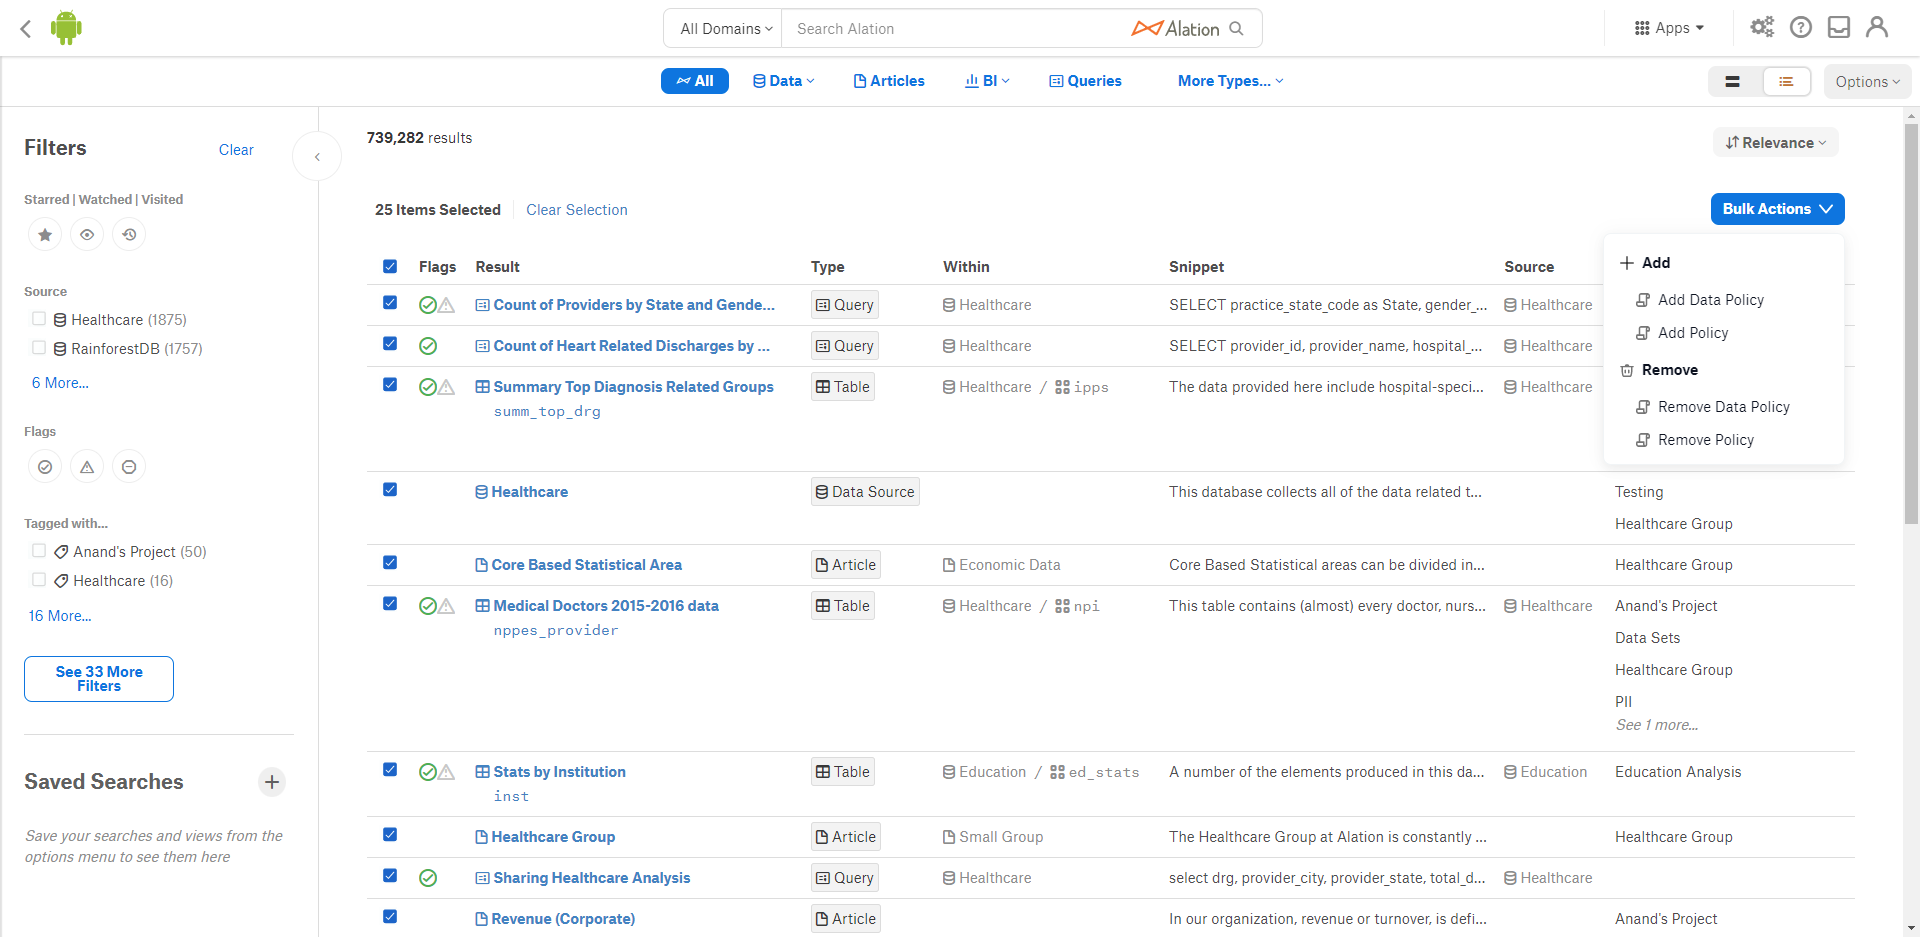 All Domains
Search Alation
Alation
Apps
All
Data
Articles
BI
Queries
More Types...
Options
Filters
Clear
739,282 results
Relevance
Starred | Watched | Visited
25 Items Selected
Clear Selection
Bulk Actions
Add
Add Data Policy
Add Policy
Remove
Remove Data Policy
Remove Policy
Source
Healthcare (1875)
RainforestDB (1757)
6 More...
Flags
Tagged with...
Anand's Project (50)
Healthcare (16)
16 More...
See 33 More
Filters
Saved Searches
Save your searches and views from the
options menu to see them here
Flags Result Type Within Snippet Source
Count of Providers by State and Gende... Query Healthcare SELECT practice_state_code as State, gender_... Healthcare
Count of Heart Related Discharges by ... Query Healthcare SELECT provider_id, provider_name, hospital_... Healthcare
Summary Top Diagnosis Related Groups Table Healthcare / ipps The data provided here include hospital-speci... Healthcare
summ_top_drg
Healthcare Data Source This database collects all of the data related t... Testing
Healthcare Group
Core Based Statistical Area Article Economic Data Core Based Statistical areas can be divided in... Healthcare Group
Medical Doctors 2015-2016 data Table Healthcare / npi This table contains (almost) every doctor, nurs... Healthcare Anand's Project
nppes_provider
Data Sets
Healthcare Group
PII
See 1 more...
Stats by Institution Table Education / ed_stats A number of the elements produced in this da... Education Education Analysis
inst
Healthcare Group Article Small Group The Healthcare Group at Alation is constantly ... Healthcare Group
Sharing Healthcare Analysis Query Healthcare select drg, provider_city, provider_state, total_d... Healthcare
Revenue (Corporate) Article In our organization, revenue or turnover, is defi... Anand's Project